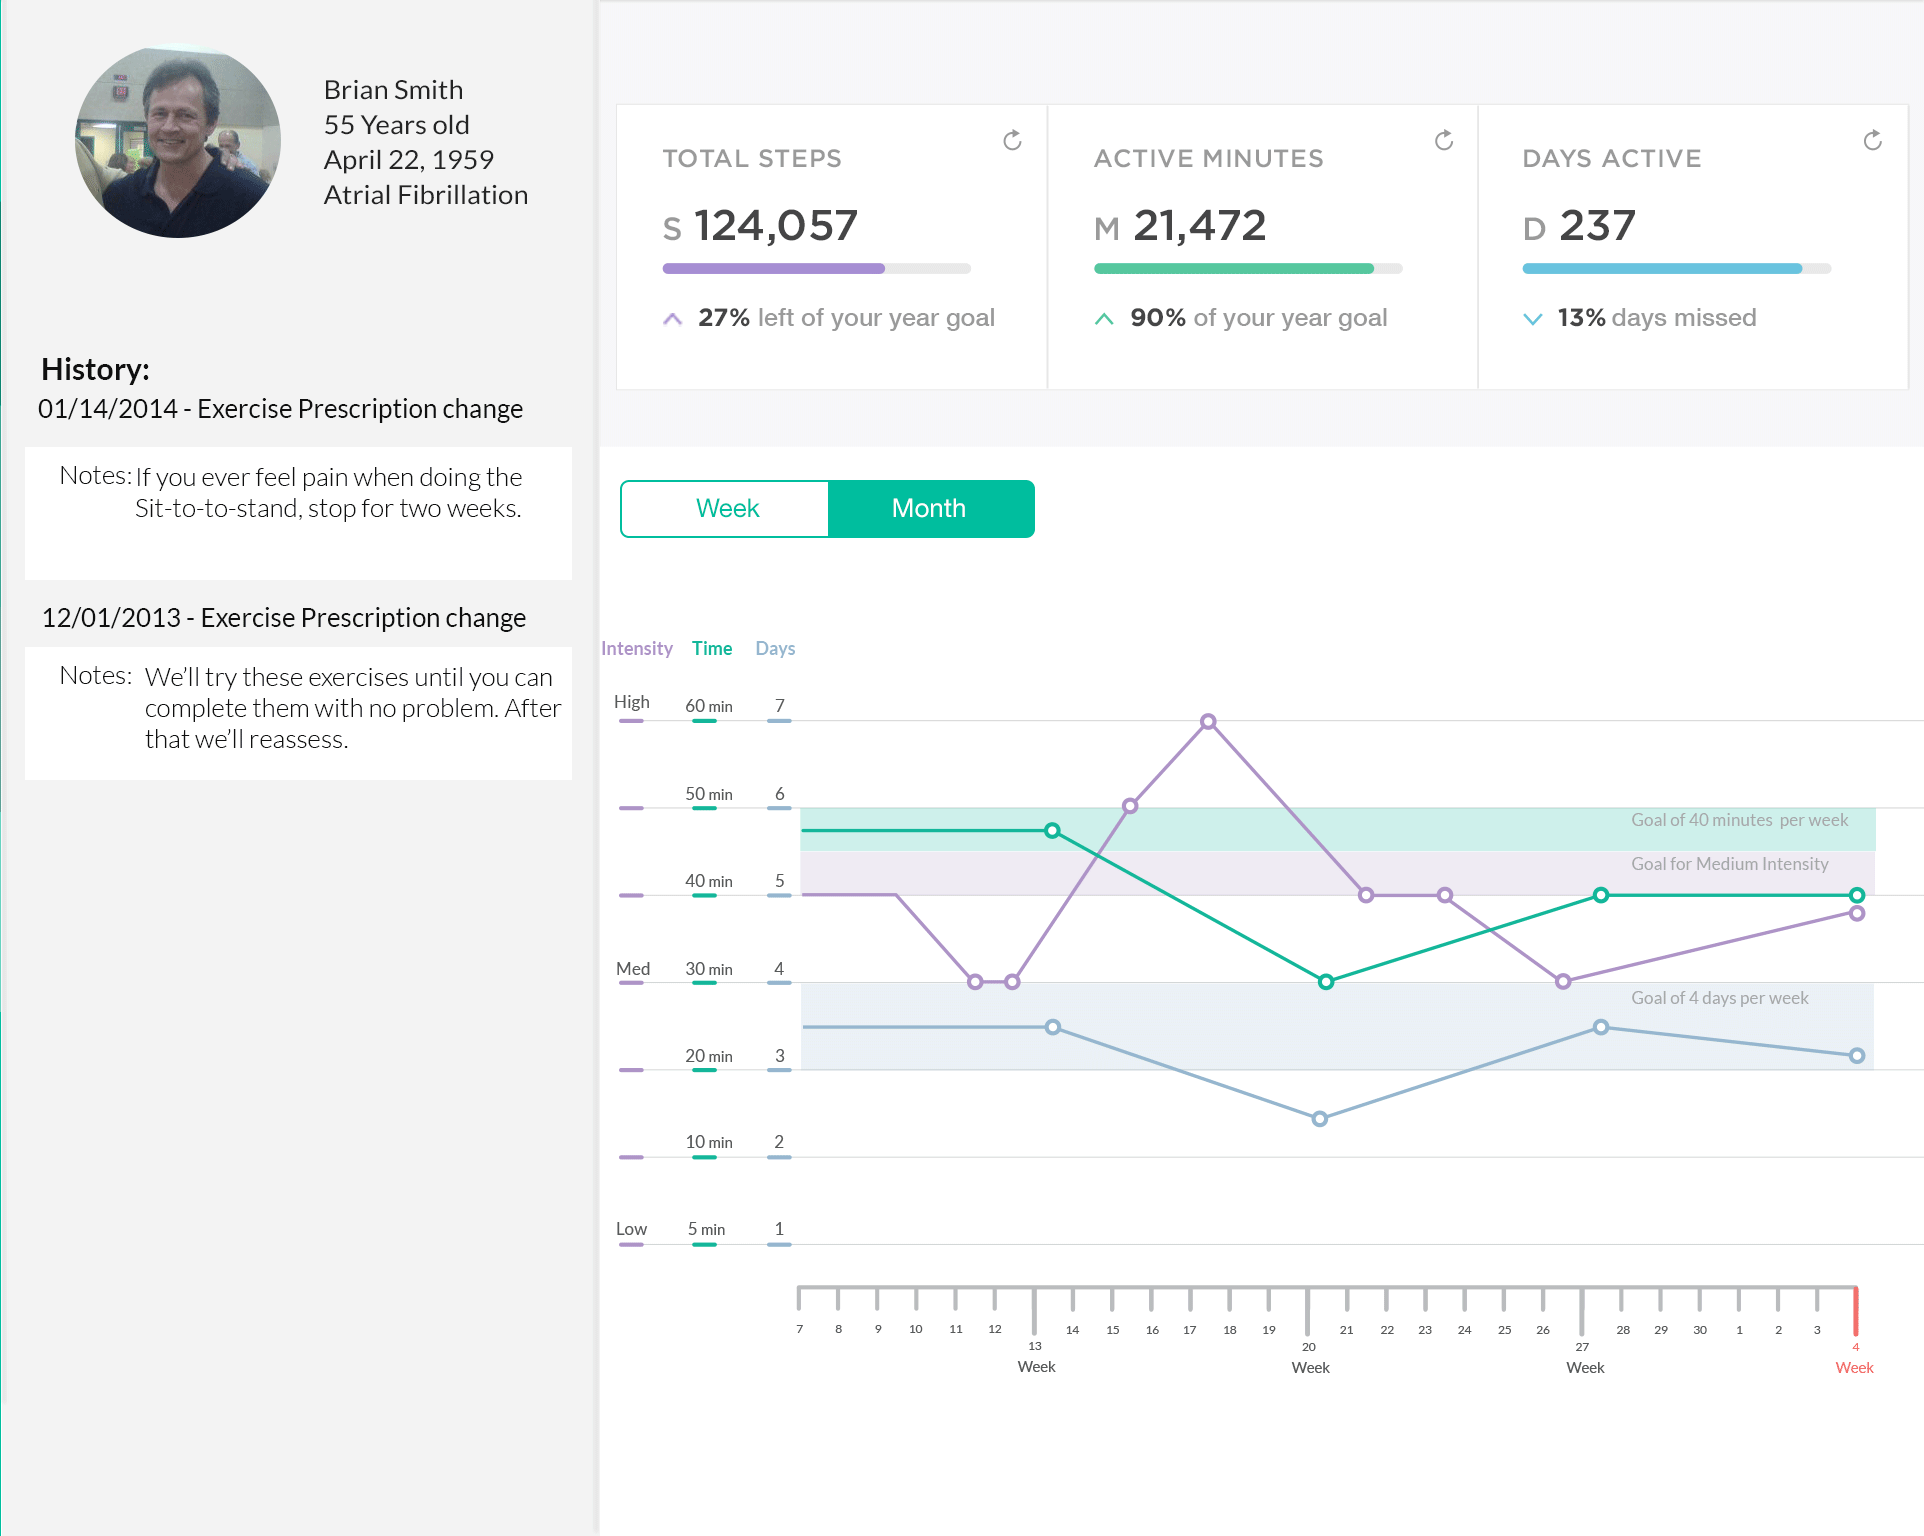 Brian Smith
55 Years old
April 22, 1959
Atrial Fibrillation
History:
01/14/2014 - Exercise Prescription change
Notes: If you ever feel pain when doing the
Sit-to-to-stand, stop for two weeks.
12/01/2013 - Exercise Prescription change
Notes: We’ll try these exercises until you can
complete them with no problem. After
that we’ll reassess.
TOTAL STEPS
S 124,057
27% left of your year goal
ACTIVE MINUTES
M 21,472
90% of your year goal
DAYS ACTIVE
D 237
13% days missed
Week Month
Intensity Time Days
High 60 min 7
50 min 6
Goal of 40 minutes per week
Goal for Medium Intensity
40 min 5
Med 30 min 4
Goal of 4 days per week
20 min 3
10 min 2
Low 5 min 1
7 8 9 10 11 12 13 14 15 16 17 18 19 20 21 22 23 24 25 26 27 28 29 30 1 2 3 4
Week Week Week Week